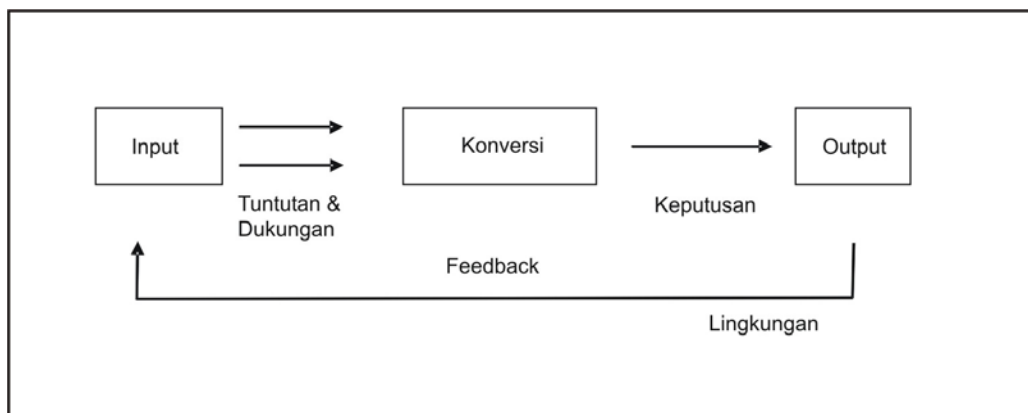 Input
Konversi
Output
Tuntutan &
Dukungan
Keputusan
Feedback
Lingkungan